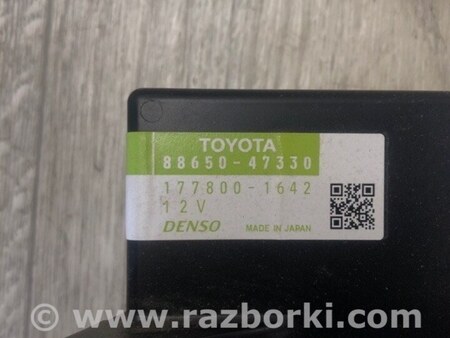 TOYOTA
88650-47330
177800-1642
12V
DENSO MADE IN JAPAN
© www.razborki.com